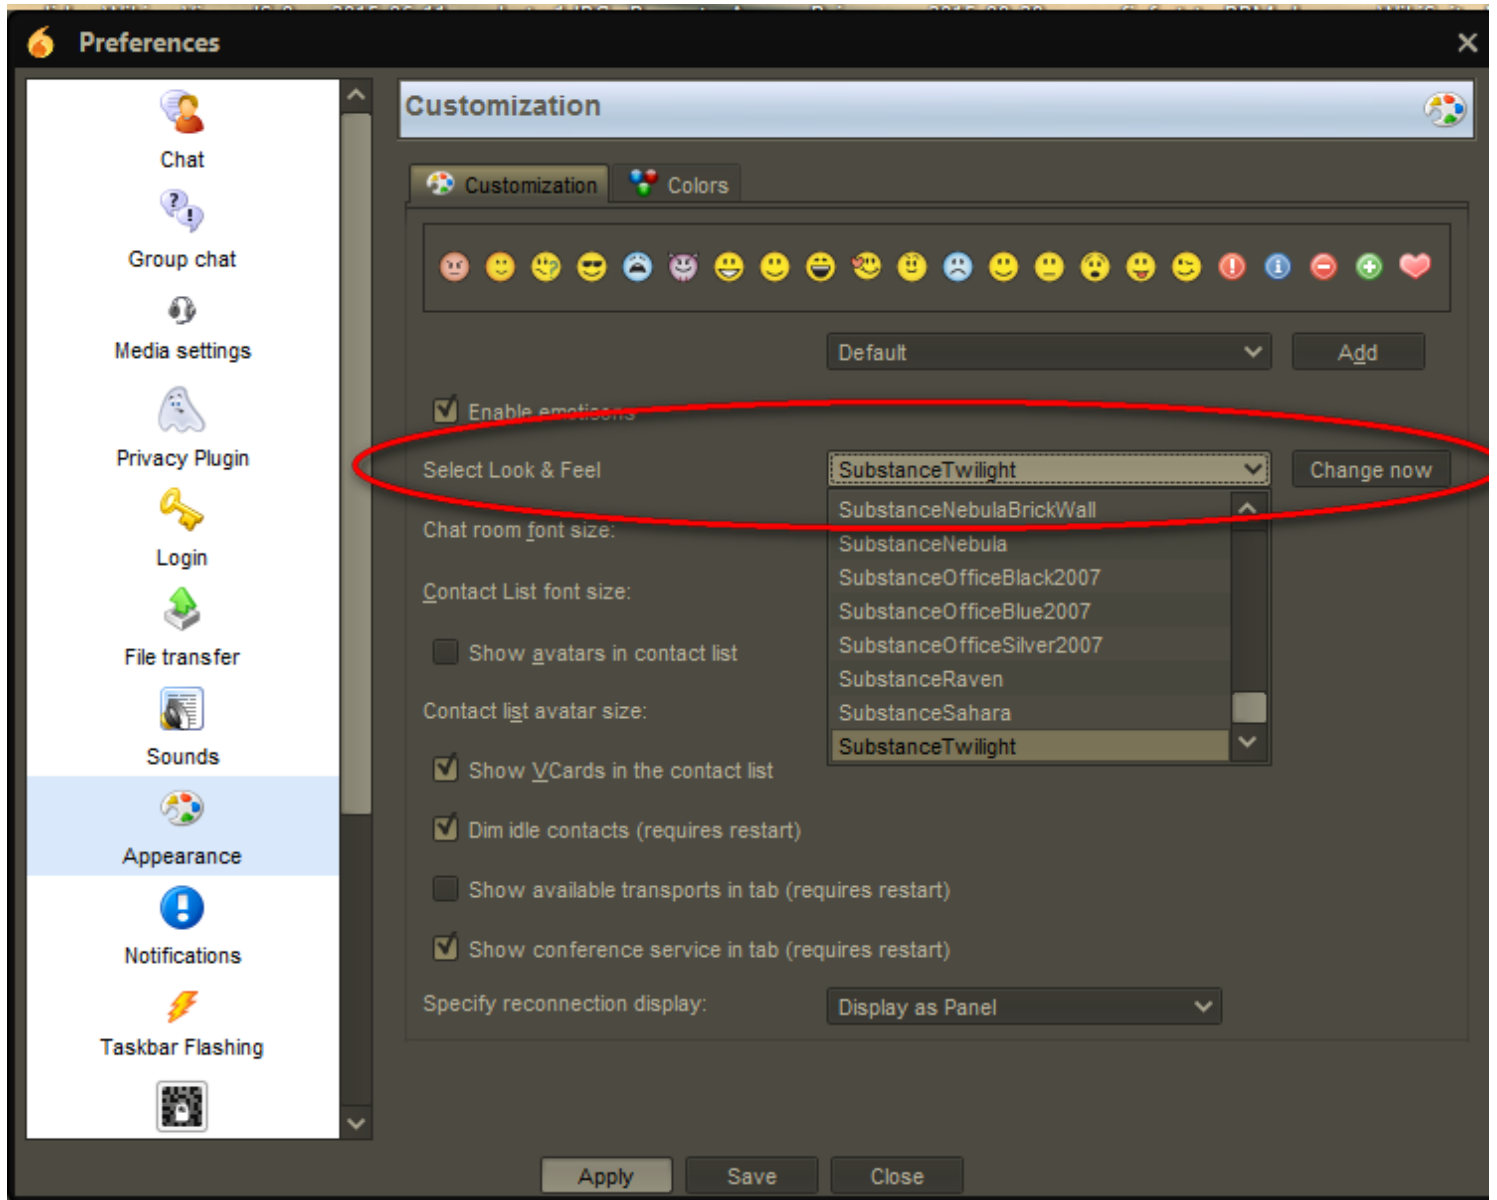 Preferences
Chat
Group chat
Media settings
Privacy Plugin
Login
File transfer
Sounds
Appearance
Notifications
Taskbar Flashing
Customization
Customization
Colors
Default
Add
Enable emoticons
Select Look & Feel
SubstanceTwilight
Change now
SubstanceNebulaBrickWall
SubstanceNebula
SubstanceOfficeBlack2007
SubstanceOfficeBlue2007
SubstanceOfficeSilver2007
SubstanceRaven
SubstanceSahara
SubstanceTwilight
Chat room font size:
Contact List font size:
Show avatars in contact list
Contact list avatar size:
Show VCards in the contact list
Dim idle contacts (requires restart)
Show available transports in tab (requires restart)
Show conference service in tab (requires restart)
Specify reconnection display:
Display as Panel
Apply
Save
Close